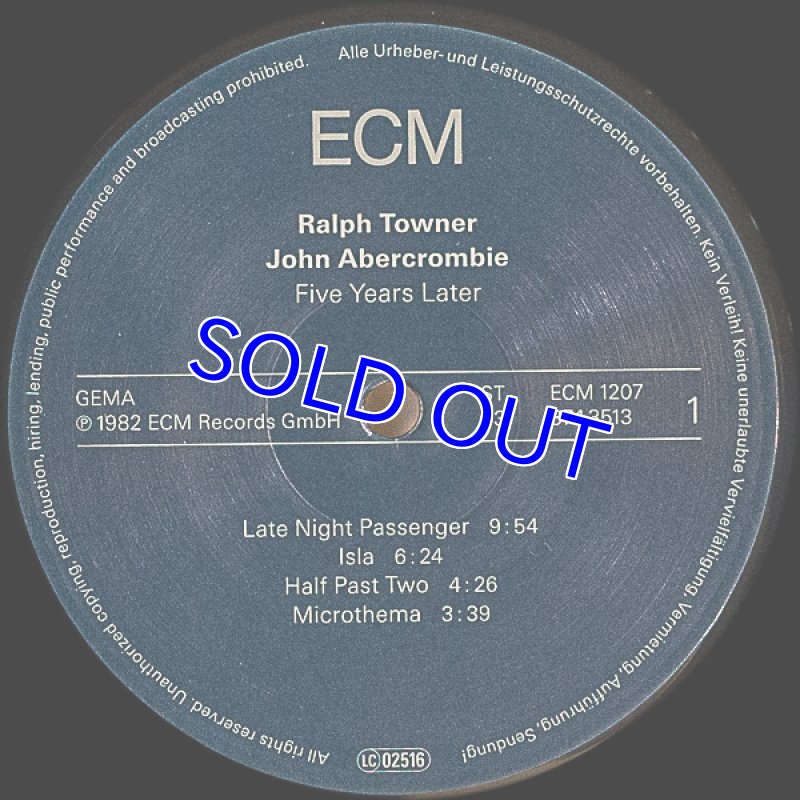 ECM
Ralph Towner
John Abercrombie
Five Years Later
GEMA
℗ 1982 ECM Records GmbH
ST
ECM 1207
3513
1
SOLD OUT
Late Night Passenger 9:54
Isla 6:24
Half Past Two 4:26
Microthema 3:39
LC 02516
Alle Urheber- und Leistungsschutzrechte vorbehalten. Kein Verleih! Keine unerlaubte Vervielfältigung, Vermietung, Aufführung, Sendung!
All rights reserved. Unauthorized copying, reproduction, hiring, lending, public performance and broadcasting prohibited.